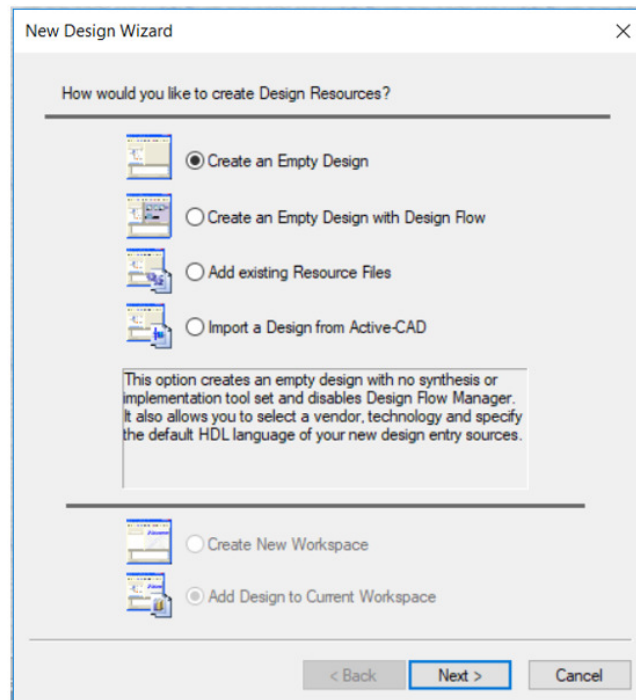 New Design Wizard
How would you like to create Design Resources?
Create an Empty Design
Create an Empty Design with Design Flow
Add existing Resource Files
Import a Design from Active-CAD
This option creates an empty design with no synthesis or
implementation tool set and disables Design Flow Manager.
It also allows you to select a vendor, technology and specify
the default HDL language of your new design entry sources.
Create New Workspace
Add Design to Current Workspace
< Back Next > Cancel